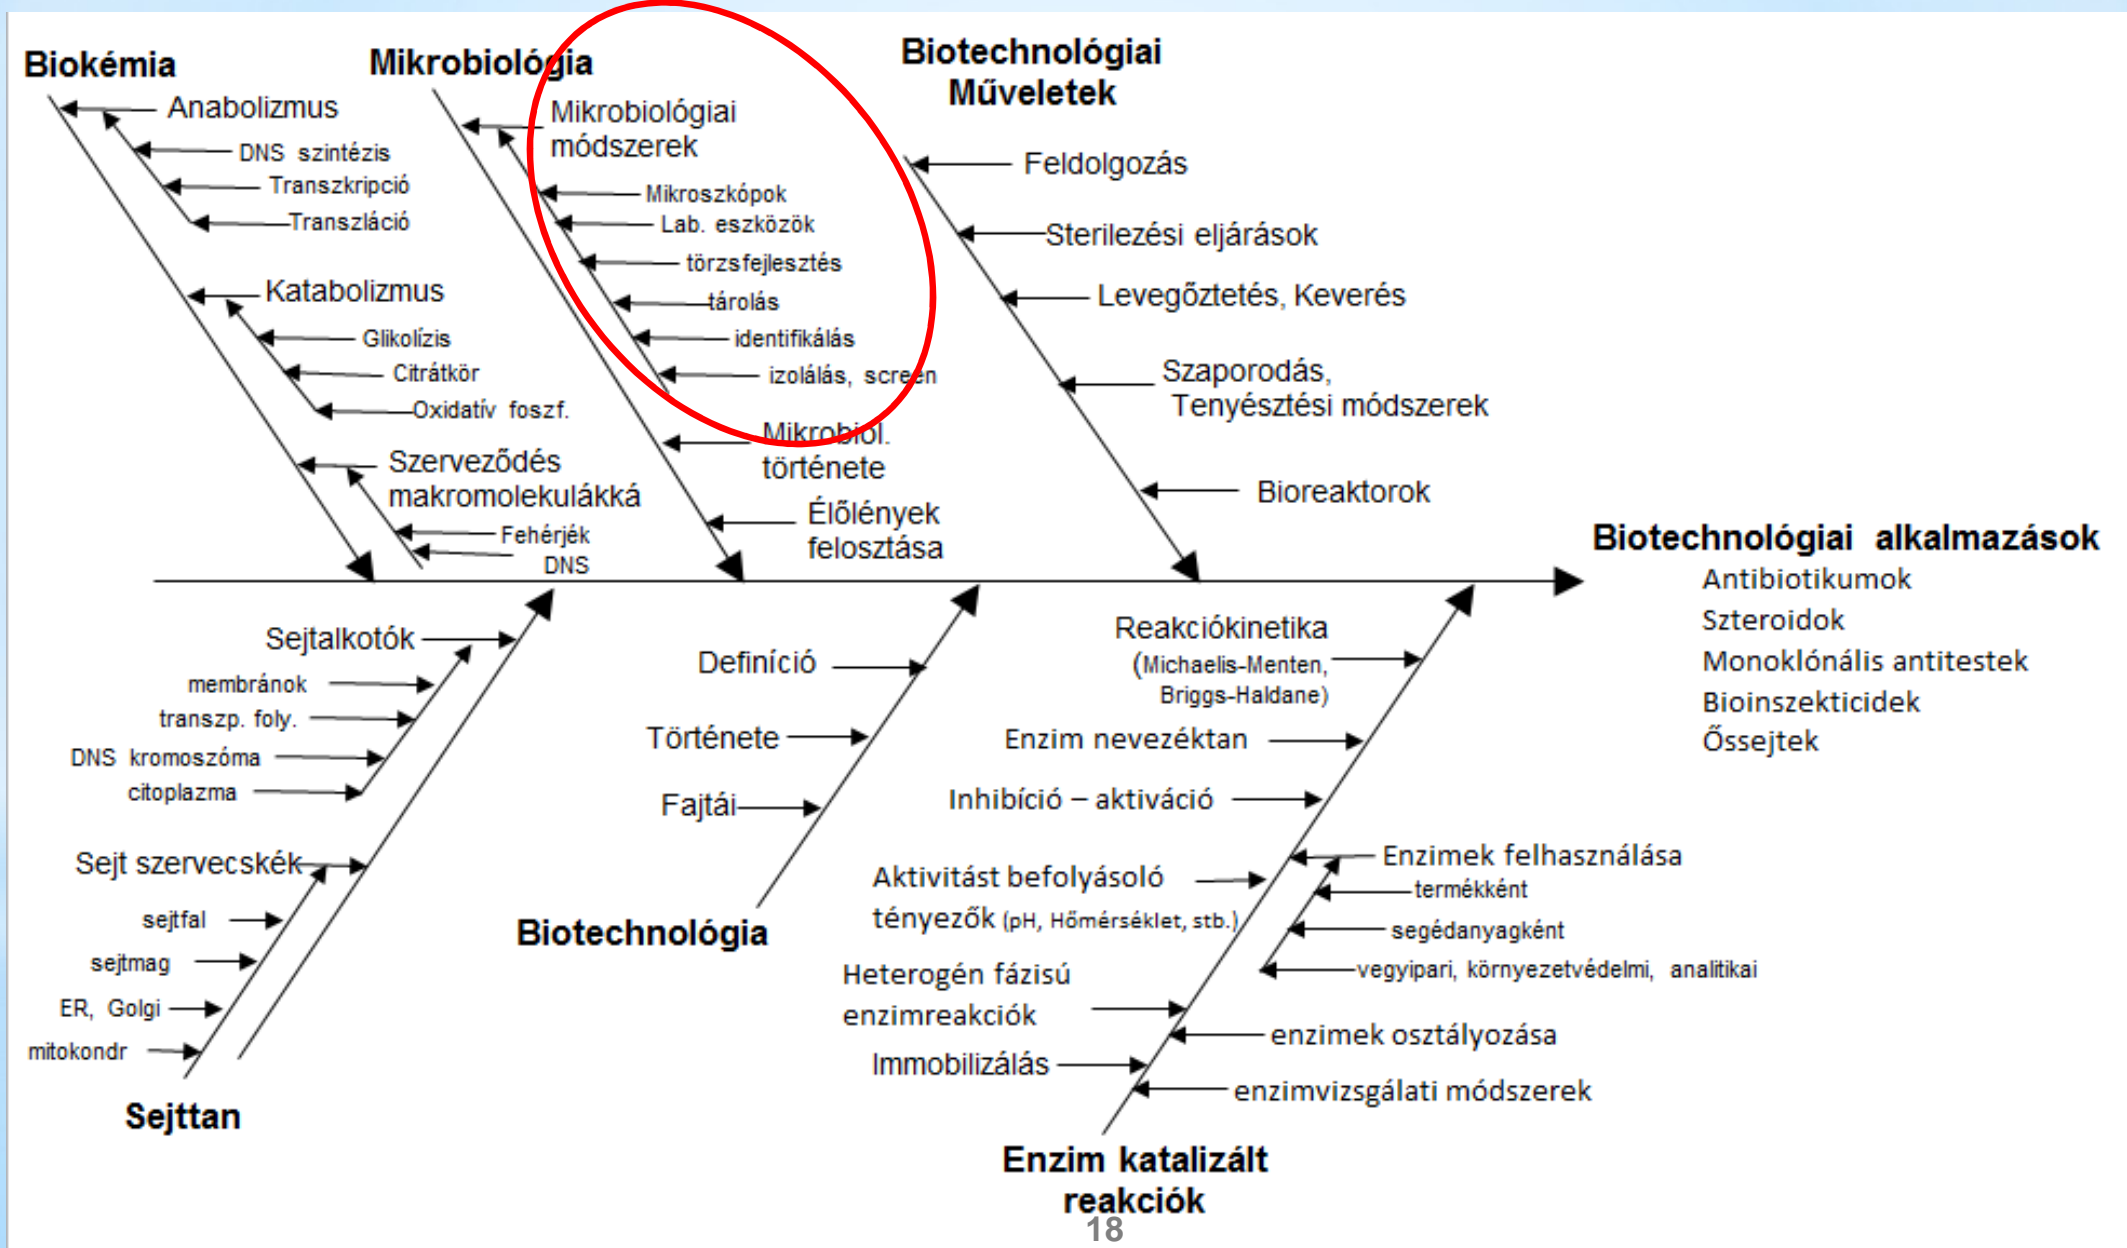 Biokémia
Anabolizmus
DNS szintézis
Transzkripció
Transzláció
Katabolizmus
Glikolízis
Citrátkör
Oxidatív foszf.
Szerveződés
makromolekulákká
Fehérjék
DNS
Mikrobiológia
Mikrobiológiai
módszerek
Mikroszkópok
Lab. eszközök
törzsfejlesztés
tárolás
identifikálás
izolálás, screen
Mikrobiol.
története
Élőlények
felosztása
Biotechnológiai
Műveletek
Feldolgozás
Sterilezési eljárások
Levegőztetés, Keverés
Szaporodás,
Tenyésztési módszerek
Bioreaktorok
Biotechnológiai alkalmazások
Antibiotikumok
Szteroidok
Monoklónális antitestek
Bioinszekticidek
Őssejtek
Sejtalkotók
membránok
transzp. foly.
DNS kromoszóma
citoplazma
Sejt szervecskék
sejtfal
sejtmag
ER, Golgi
mitokondr
Sejttan
Definíció
Története
Fajtái
Biotechnológia
Reakciókinetika
(Michaelis-Menten,
Briggs-Haldane)
Enzim nevezéktan
Inhibíció – aktiváció
Aktivitást befolyásoló
tényezők (pH, Hőmérséklet, stb.)
Heterogén fázisú
enzimreakciók
Immobilizálás
Enzimek felhasználása
termékként
segédanyagként
vegyipari, környezetvédelmi, analitikai
enzimek osztályozása
enzimvizsgálati módszerek
Enzim katalizált
reakciók
18